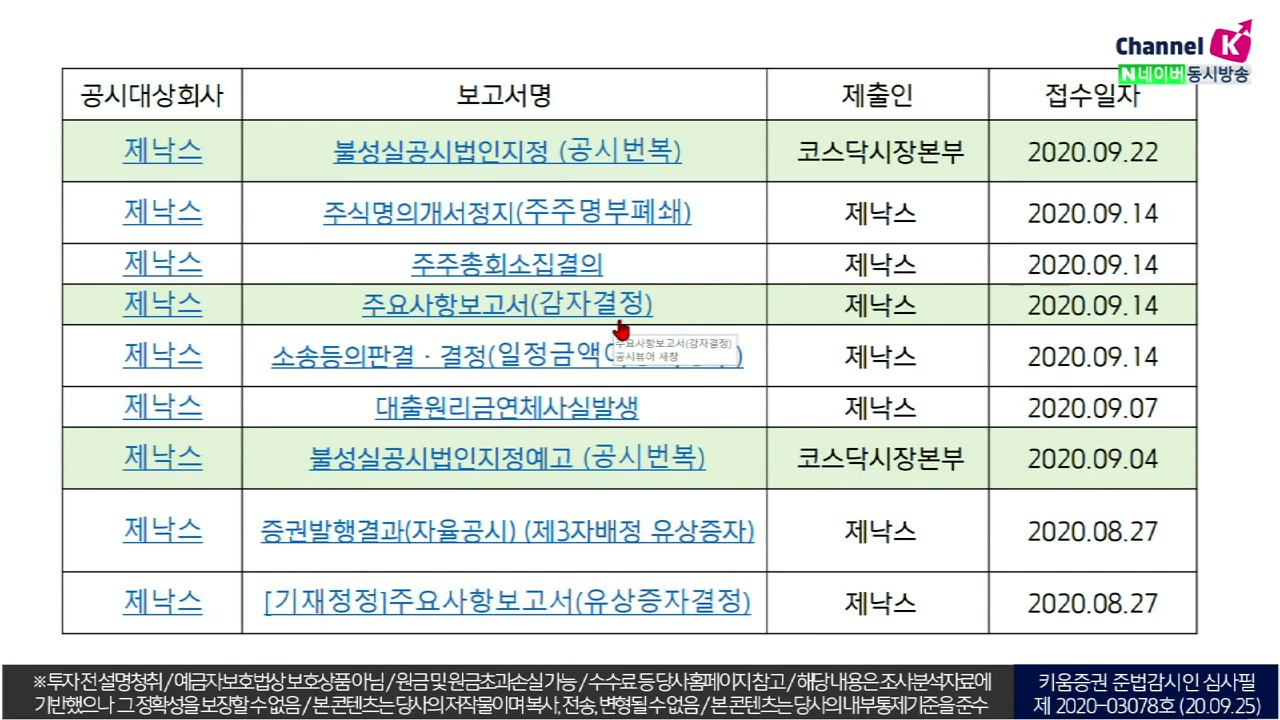 Channel K
N 네이버 동시방송
공시대상회사 보고서명 제출인 접수일자
제낙스 불성실공시법인지정 (공시번복) 코스닥시장본부 2020.09.22
제낙스 주식명의개서정지(주주명부폐쇄) 제낙스 2020.09.14
제낙스 주주총회소집결의 제낙스 2020.09.14
제낙스 주요사항보고서(감자결정) 제낙스 2020.09.14
주요사항보고서(감자결정)
공시뷰어 새창
제낙스 소송등의판결ㆍ결정(일정금액 ) 제낙스 2020.09.14
제낙스 대출원리금연체사실발생 제낙스 2020.09.07
제낙스 불성실공시법인지정예고 (공시번복) 코스닥시장본부 2020.09.04
제낙스 증권발행결과(자율공시) (제3자배정 유상증자) 제낙스 2020.08.27
제낙스 [기재정정]주요사항보고서(유상증자결정) 제낙스 2020.08.27
※투자 전 설명청취 / 예금자보호법상 보호상품 아님 / 원금 및 원금초과손실 가능 / 수수료 등 당사홈페이지 참고 / 해당 내용은 조사분석자료에
기반했으나 그 정확성을 보장할 수 없음 / 본 콘텐츠는 당사의 저작물이며 복사, 전송, 변형될 수 없음 / 본 콘텐츠는 당사의 내부통제기준을 준수
키움증권 준법감시인 심사필
제 2020-03078호 (20.09.25)